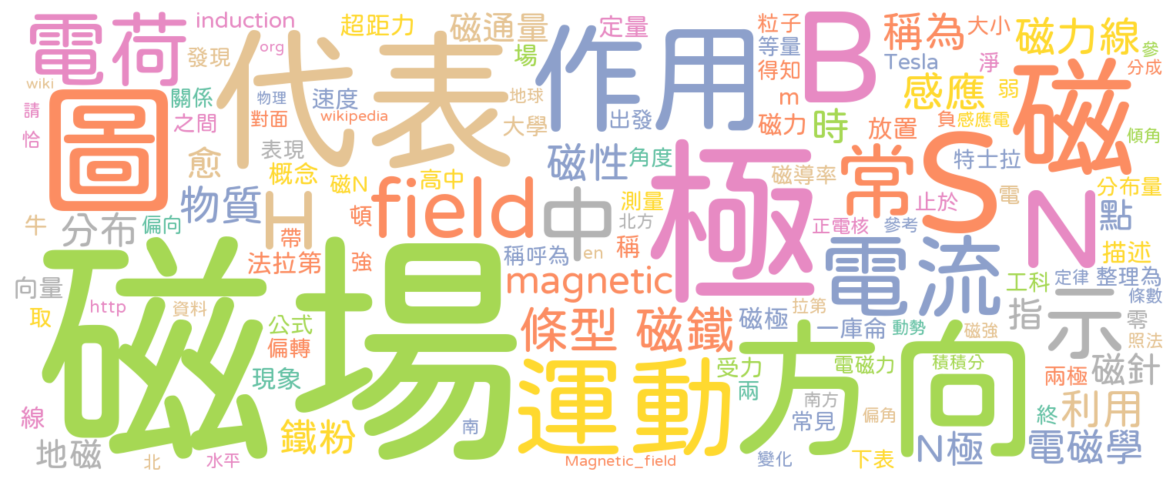 電荷
induction
超距力
磁通量
定量
粒子
稱為
大小
磁力線
參
發現
org
代表
作用
場
等量
B
Tesla
淨
分成
wiki
圖
關係
物理
速度
地球
得知
m
感應
弱
磁
請
之間
對面
wikipedia
大學
出發
磁力
時
放置
負
感應電
傾角
恰
表現
愈
概念
磁N
高中
磁性
角度
極
磁導率
常
S
特士拉
電
分布量
N
點
牛
分布
偏向
物質
H
帶
頓
field
中
測量
北方
稱
正電核
參考
止於
電流
描述
法拉第
強
稱呼為
en
向量
http
磁場
magnetic
資料
取
公式
偏轉
條型
磁鐵
磁極
拉第
一庫侖
動勢
磁強
工科
定律
整理為
條數
指
示
零
照法
現象
運動
受力
兩
方向
電磁力
積積分
兩極
磁針
線
鐵粉
南
南方
常見
偏角
終
利用
地磁
北
水平
Magnetic_field
變化
下表
N極
電磁學